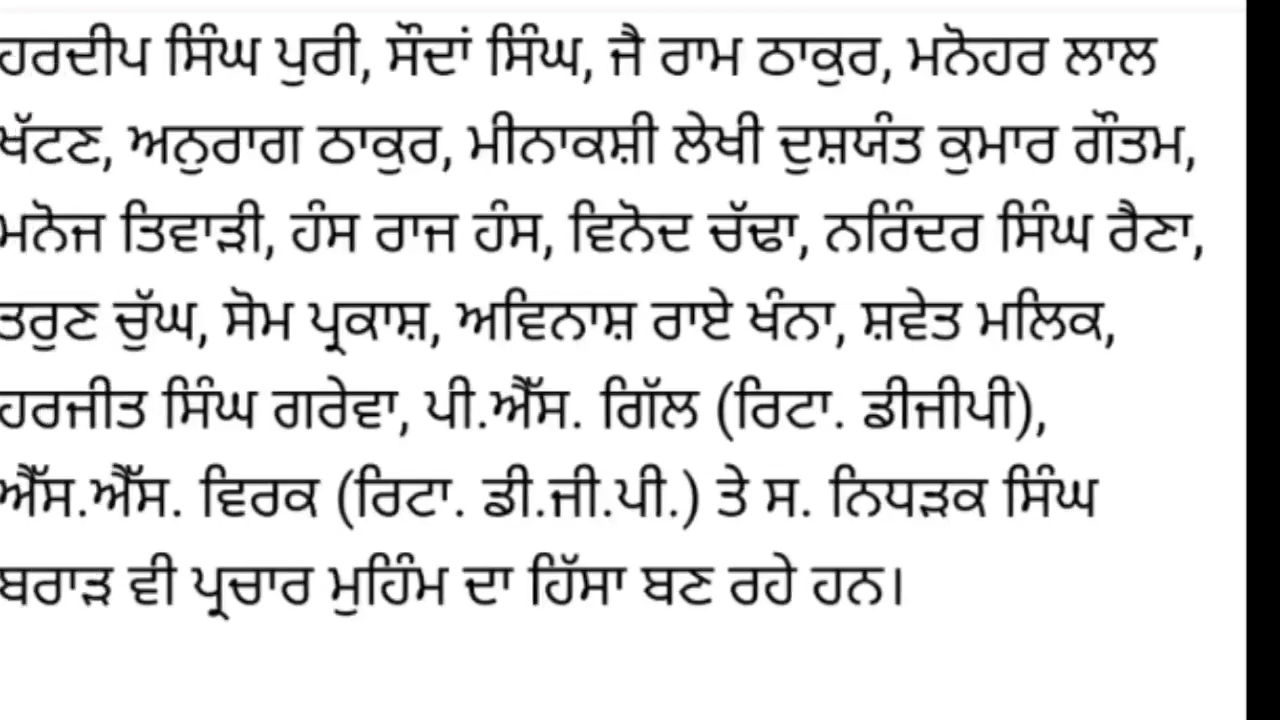 ਹਰਦੀਪ ਸਿੰਘ ਪੁਰੀ, ਸੌਦਾਂ ਸਿੰਘ, ਜੈ ਰਾਮ ਠਾਕੁਰ, ਮਨੋਹਰ ਲਾਲ
ਖੱਟਣ, ਅਨੁਰਾਗ ਠਾਕੁਰ, ਮੀਨਾਕਸ਼ੀ ਲੇਖੀ ਦੁਸ਼ਯੰਤ ਕੁਮਾਰ ਗੌਤਮ,
ਮਨੋਜ ਤਿਵਾੜੀ, ਹੰਸ ਰਾਜ ਹੰਸ, ਵਿਨੋਦ ਚੱਢਾ, ਨਰਿੰਦਰ ਸਿੰਘ ਰੈਣਾ,
ਤਰੁਣ ਚੁੱਘ, ਸੋਮ ਪ੍ਰਕਾਸ਼, ਅਵਿਨਾਸ਼ ਰਾਏ ਖੰਨਾ, ਸ਼ਵੇਤ ਮਲਿਕ,
ਹਰਜੀਤ ਸਿੰਘ ਗਰੇਵਾ, ਪੀ.ਐੱਸ. ਗਿੱਲ (ਰਿਟਾ. ਡੀਜੀਪੀ),
ਐੱਸ.ਐੱਸ. ਵਿਰਕ (ਰਿਟਾ. ਡੀ.ਜੀ.ਪੀ.) ਤੇ ਸ. ਨਿਧੜਕ ਸਿੰਘ
ਬਰਾੜ ਵੀ ਪ੍ਰਚਾਰ ਮੁਹਿੰਮ ਦਾ ਹਿੱਸਾ ਬਣ ਰਹੇ ਹਨ।